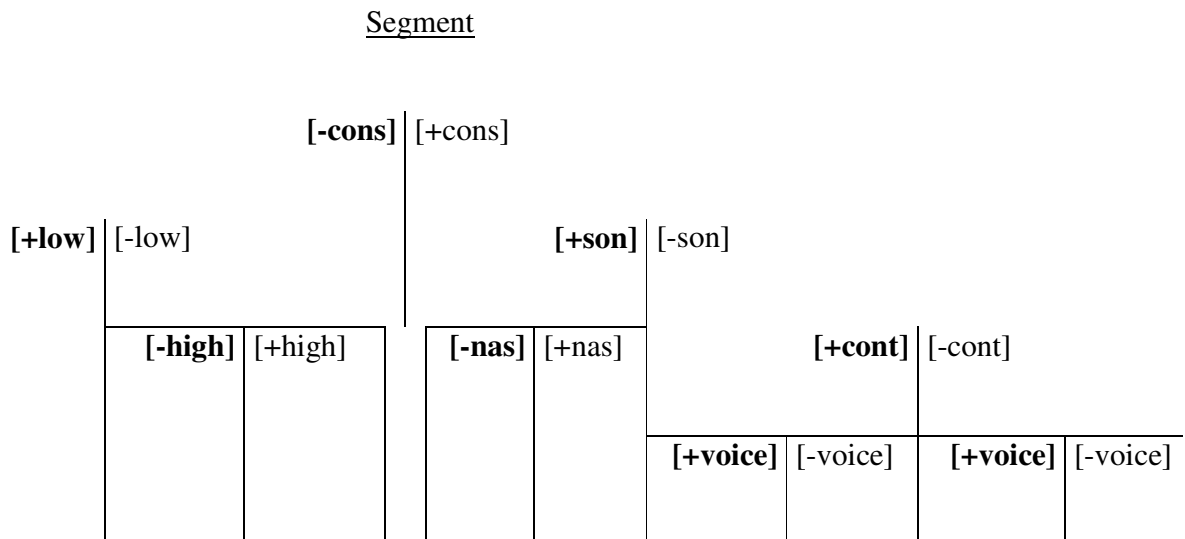 Segment
[-cons] [+cons]
[+low] [-low] [+son] [-son]
[-high] [+high] [-nas] [+nas] [+cont] [-cont]
[+voice] [-voice] [+voice] [-voice]